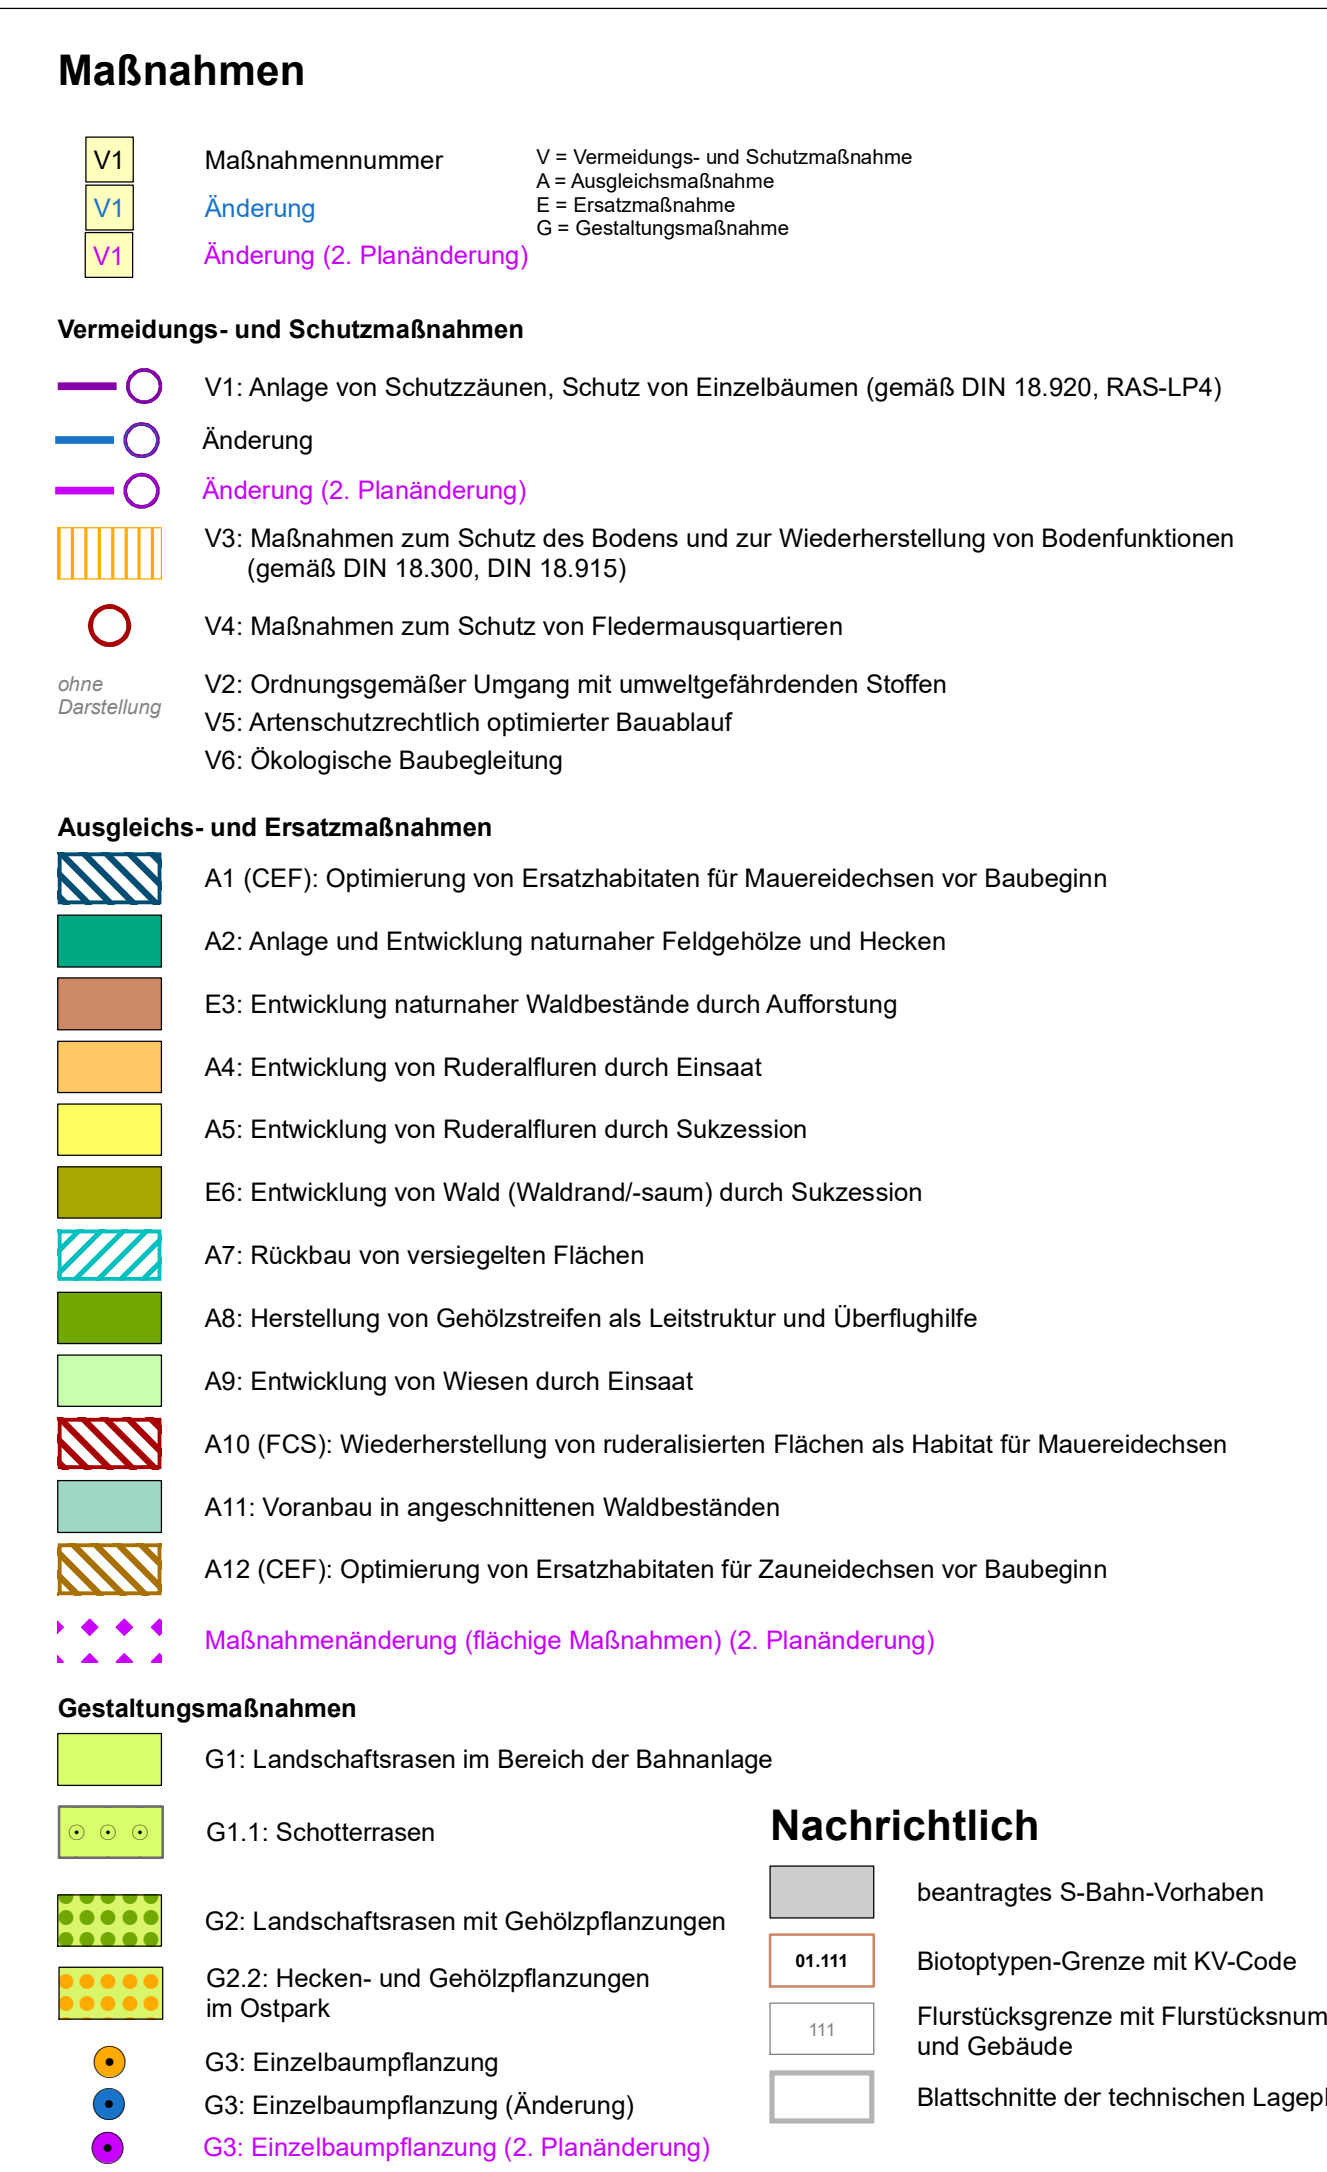 Maßnahmen
V1 Maßnahmennummer
V1 Änderung
V1 Änderung (2. Planänderung)
V = Vermeidungs- und Schutzmaßnahme
A = Ausgleichsmaßnahme
E = Ersatzmaßnahme
G = Gestaltungsmaßnahme
Vermeidungs- und Schutzmaßnahmen
V1: Anlage von Schutzzäunen, Schutz von Einzelbäumen (gemäß DIN 18.920, RAS-LP4)
Änderung
Änderung (2. Planänderung)
V3: Maßnahmen zum Schutz des Bodens und zur Wiederherstellung von Bodenfunktionen
(gemäß DIN 18.300, DIN 18.915)
V4: Maßnahmen zum Schutz von Fledermausquartieren
ohne
Darstellung
V2: Ordnungsgemäßer Umgang mit umweltgefährdenden Stoffen
V5: Artenschutzrechtlich optimierter Bauablauf
V6: Ökologische Baubegleitung
Ausgleichs- und Ersatzmaßnahmen
A1 (CEF): Optimierung von Ersatzhabitaten für Mauereidechsen vor Baubeginn
A2: Anlage und Entwicklung naturnaher Feldgehölze und Hecken
E3: Entwicklung naturnaher Waldbestände durch Aufforstung
A4: Entwicklung von Ruderalfluren durch Einsaat
A5: Entwicklung von Ruderalfluren durch Sukzession
E6: Entwicklung von Wald (Waldrand/-saum) durch Sukzession
A7: Rückbau von versiegelten Flächen
A8: Herstellung von Gehölzstreifen als Leitstruktur und Überflughilfe
A9: Entwicklung von Wiesen durch Einsaat
A10 (FCS): Wiederherstellung von ruderalisierten Flächen als Habitat für Mauereidechsen
A11: Voranbau in angeschnittenen Waldbeständen
A12 (CEF): Optimierung von Ersatzhabitaten für Zauneidechsen vor Baubeginn
Maßnahmenänderung (flächige Maßnahmen) (2. Planänderung)
Gestaltungsmaßnahmen
G1: Landschaftsrasen im Bereich der Bahnanlage
G1.1: Schotterrasen
G2: Landschaftsrasen mit Gehölzpflanzungen
G2.2: Hecken- und Gehölzpflanzungen
im Ostpark
G3: Einzelbaumpflanzung
G3: Einzelbaumpflanzung (Änderung)
G3: Einzelbaumpflanzung (2. Planänderung)
Nachrichtlich
beantragtes S-Bahn-Vorhaben
01.111 Biotoptypen-Grenze mit KV-Code
111 Flurstücksgrenze mit Flurstücksnum
und Gebäude
Blattschnitte der technischen Lagepl